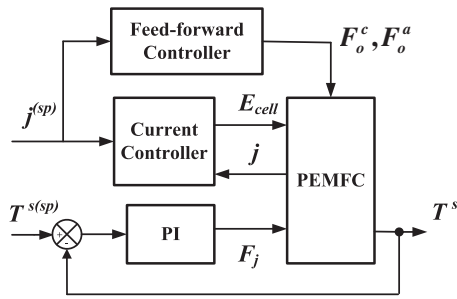 Feed-forward
Controller
F_o^c, F_o^a
j^(sp)
Current
Controller
E_cell
j
PEMFC
T^s(sp)
+
-
PI
F_j
T^s